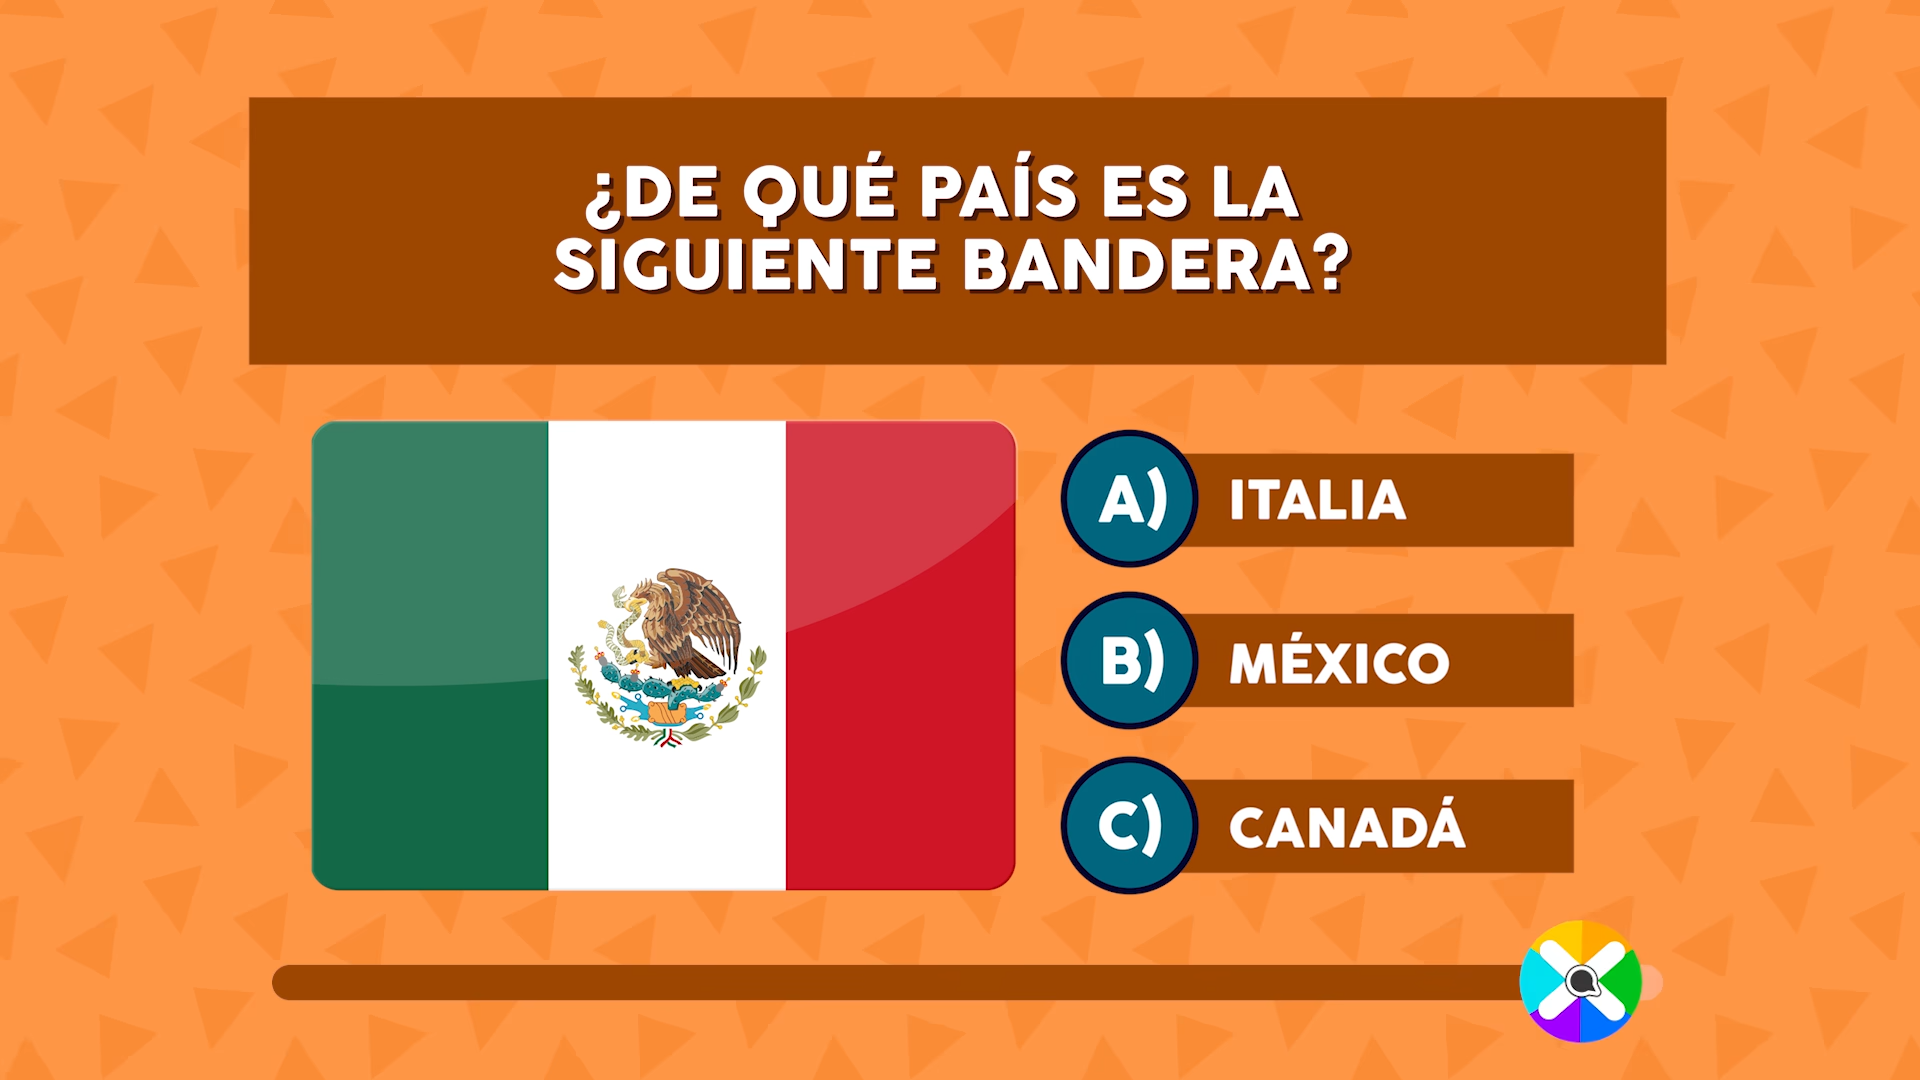 ¿DE QUÉ PAÍS ES LA
SIGUIENTE BANDERA?
A) ITALIA
B) MÉXICO
C) CANADÁ